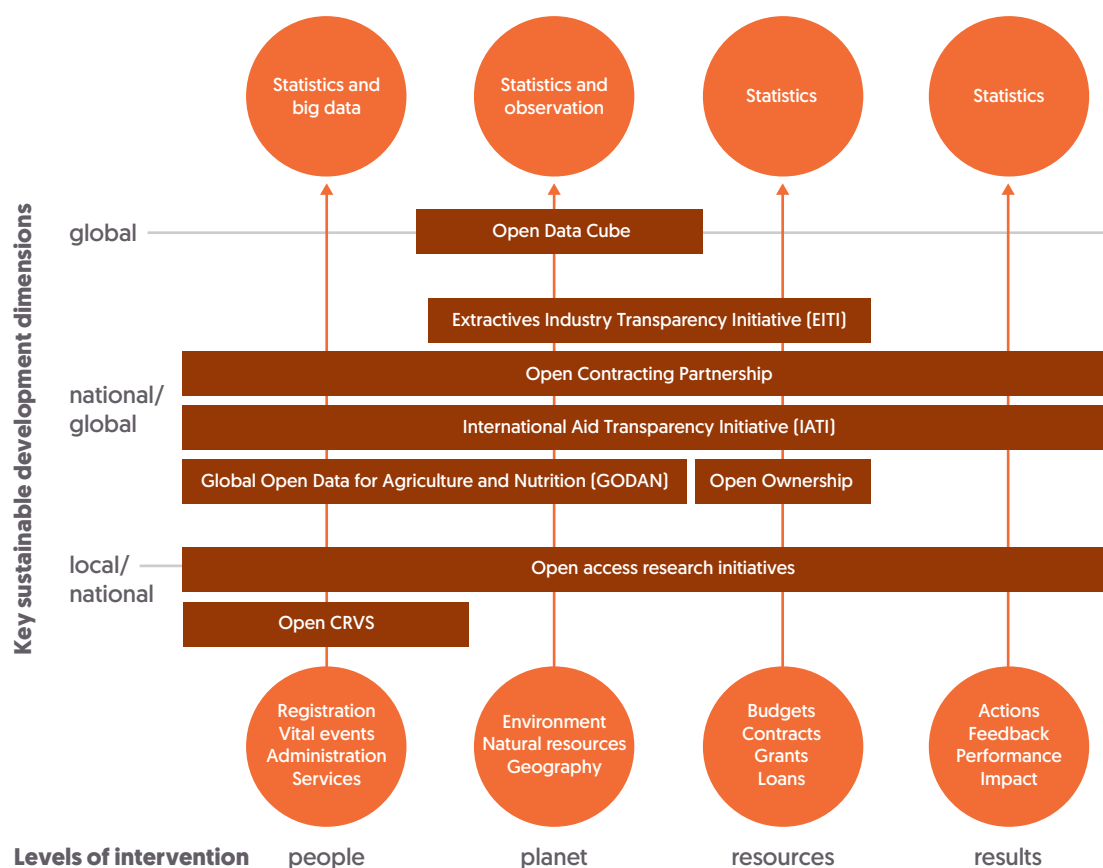 Statistics and
big data
Statistics and
observation
Statistics
Statistics
Key sustainable development dimensions
global
Open Data Cube
Extractives Industry Transparency Initiative (EITI)
Open Contracting Partnership
national/
global
International Aid Transparency Initiative (IATI)
Global Open Data for Agriculture and Nutrition (GODAN)
Open Ownership
local/
national
Open access research initiatives
Open CRVS
Registration
Vital events
Administration
Services
Environment
Natural resources
Geography
Budgets
Contracts
Grants
Loans
Actions
Feedback
Performance
Impact
Levels of intervention
people
planet
resources
results